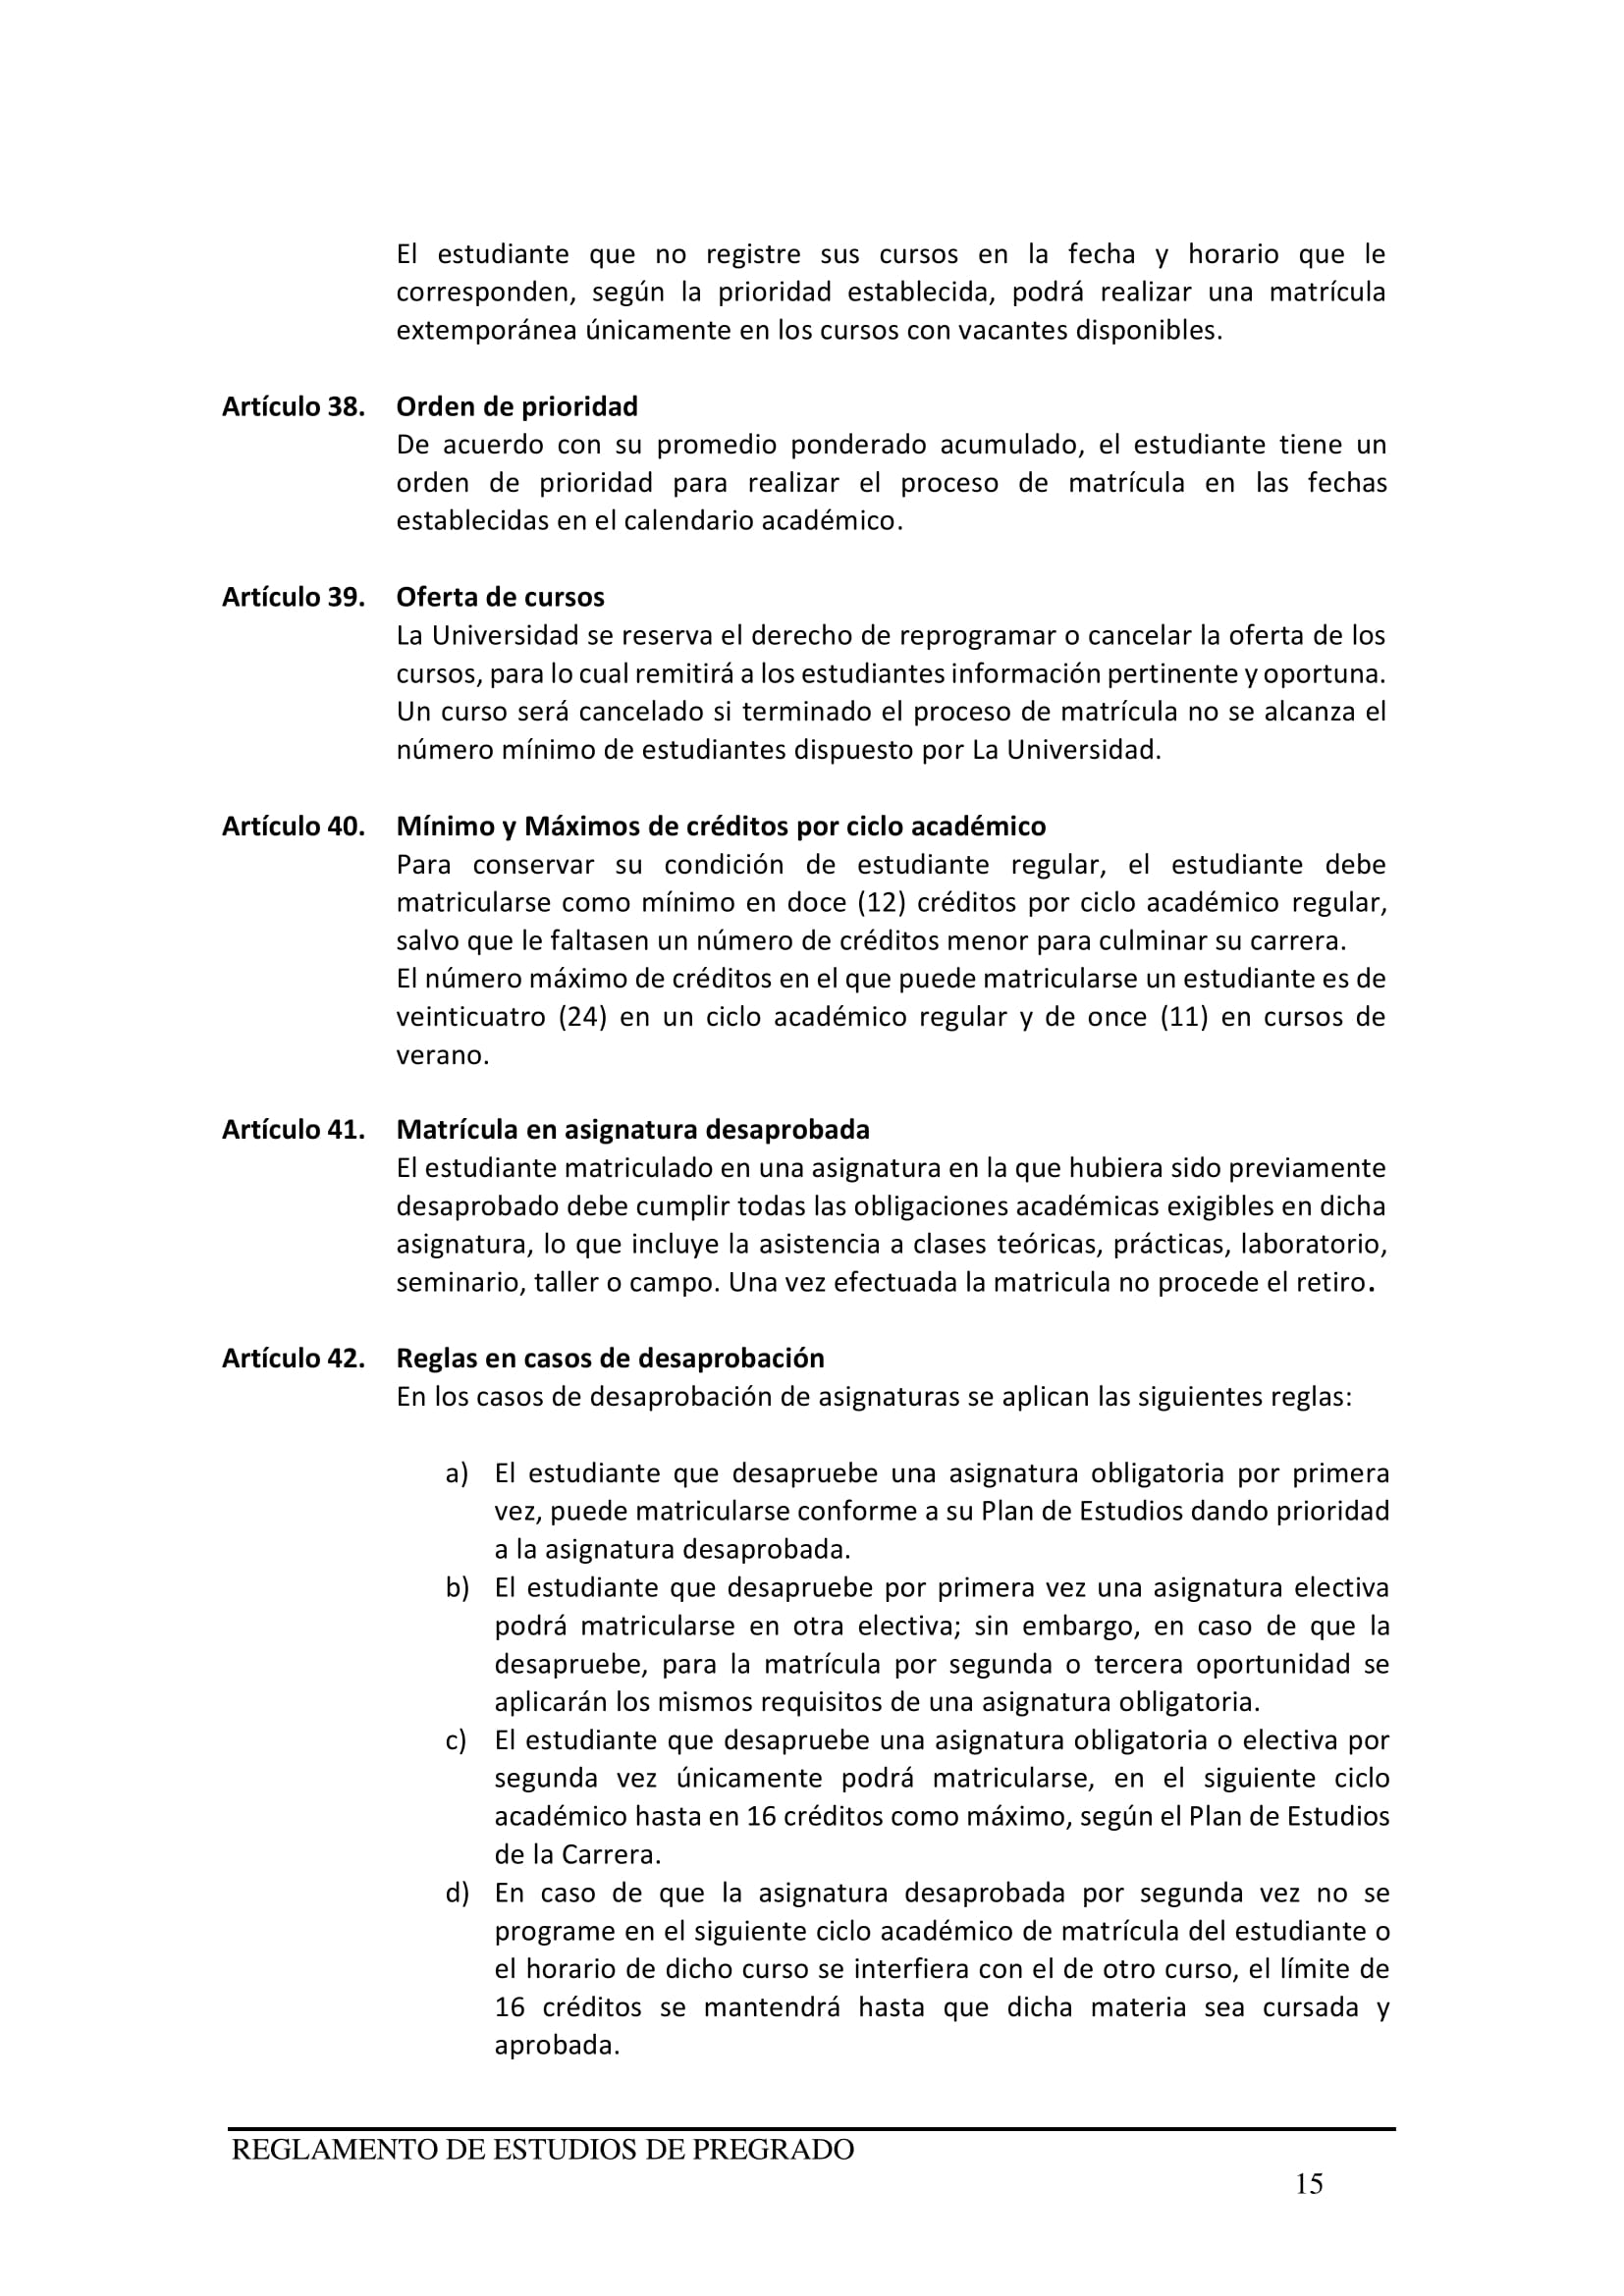 El estudiante que no registre sus cursos en la fecha y horario que le
corresponden, según la prioridad establecida, podrá realizar una matrícula
extemporánea únicamente en los cursos con vacantes disponibles.
Artículo 38. Orden de prioridad
De acuerdo con su promedio ponderado acumulado, el estudiante tiene un
orden de prioridad para realizar el proceso de matrícula en las fechas
establecidas en el calendario académico.
Artículo 39. Oferta de cursos
La Universidad se reserva el derecho de reprogramar o cancelar la oferta de los
cursos, para lo cual remitirá a los estudiantes información pertinente y oportuna.
Un curso será cancelado si terminado el proceso de matrícula no se alcanza el
número mínimo de estudiantes dispuesto por La Universidad.
Artículo 40. Mínimo y Máximos de créditos por ciclo académico
Para conservar su condición de estudiante regular, el estudiante debe
matricularse como mínimo en doce (12) créditos por ciclo académico regular,
salvo que le faltasen un número de créditos menor para culminar su carrera.
El número máximo de créditos en el que puede matricularse un estudiante es de
veinticuatro (24) en un ciclo académico regular y de once (11) en cursos de
verano.
Artículo 41. Matrícula en asignatura desaprobada
El estudiante matriculado en una asignatura en la que hubiera sido previamente
desaprobado debe cumplir todas las obligaciones académicas exigibles en dicha
asignatura, lo que incluye la asistencia a clases teóricas, prácticas, laboratorio,
seminario, taller o campo. Una vez efectuada la matricula no procede el retiro.
Artículo 42. Reglas en casos de desaprobación
En los casos de desaprobación de asignaturas se aplican las siguientes reglas:
a) El estudiante que desapruebe una asignatura obligatoria por primera
vez, puede matricularse conforme a su Plan de Estudios dando prioridad
a la asignatura desaprobada.
b) El estudiante que desapruebe por primera vez una asignatura electiva
podrá matricularse en otra electiva; sin embargo, en caso de que la
desapruebe, para la matrícula por segunda o tercera oportunidad se
aplicarán los mismos requisitos de una asignatura obligatoria.
c) El estudiante que desapruebe una asignatura obligatoria o electiva por
segunda vez únicamente podrá matricularse, en el siguiente ciclo
académico hasta en 16 créditos como máximo, según el Plan de Estudios
de la Carrera.
d) En caso de que la asignatura desaprobada por segunda vez no se
programe en el siguiente ciclo académico de matrícula del estudiante o
el horario de dicho curso se interfiera con el de otro curso, el límite de
16 créditos se mantendrá hasta que dicha materia sea cursada y
aprobada.
REGLAMENTO DE ESTUDIOS DE PREGRADO
15